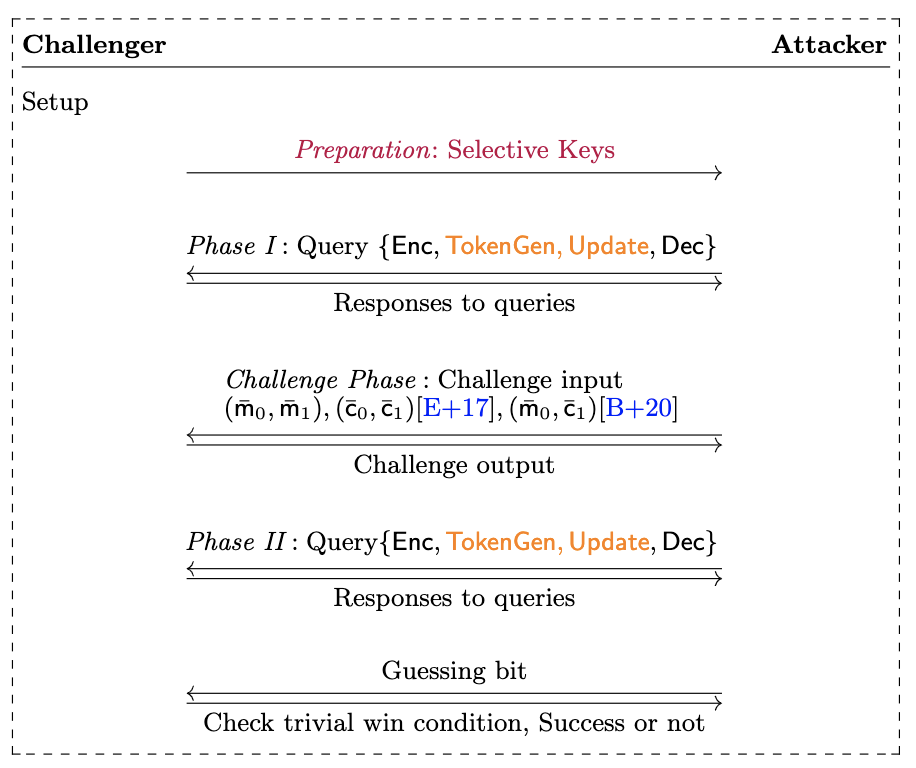 Challenger Attacker
Setup
Preparation: Selective Keys
Phase I: Query {Enc, TokenGen, Update, Dec}
Responses to queries
Challenge Phase: Challenge input
(m̄₀, m̄₁), (c̄₀, c̄₁)[E+17], (m̄₀, c̄₁)[B+20]
Challenge output
Phase II: Query{Enc, TokenGen, Update, Dec}
Responses to queries
Guessing bit
Check trivial win condition, Success or not